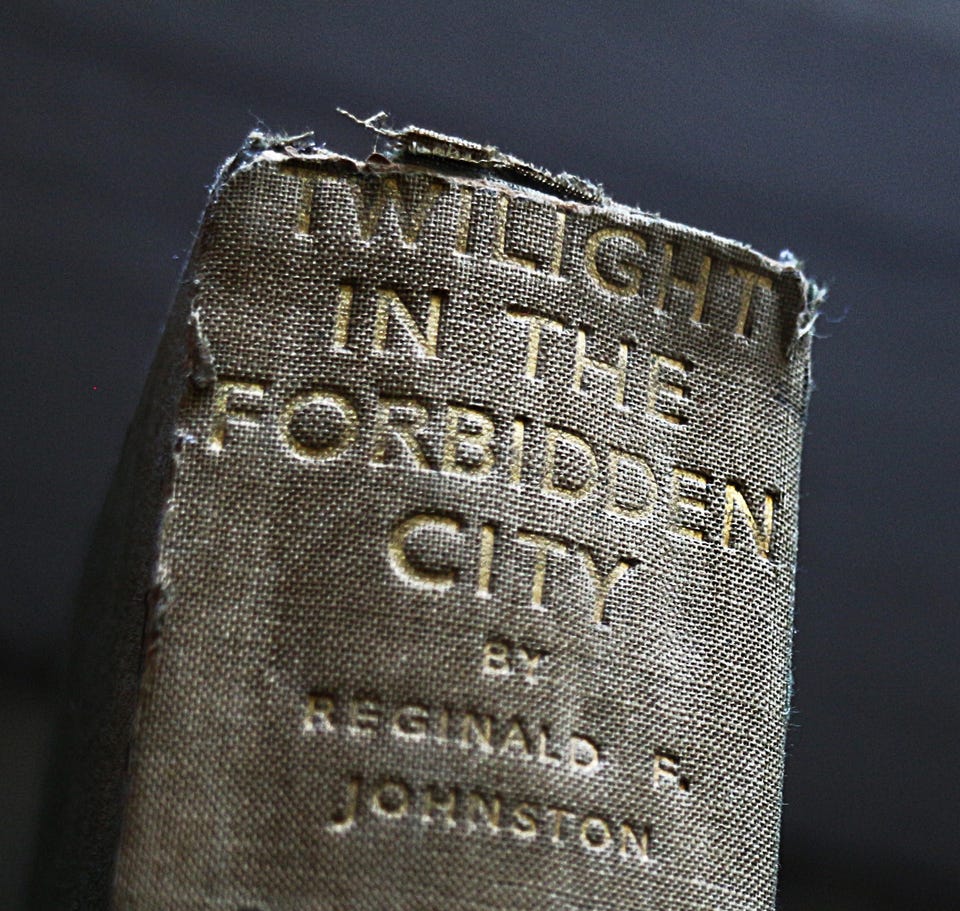 TWILIGHT
IN THE
FORBIDDEN
CITY
BY
REGINALD F.
JOHNSTON